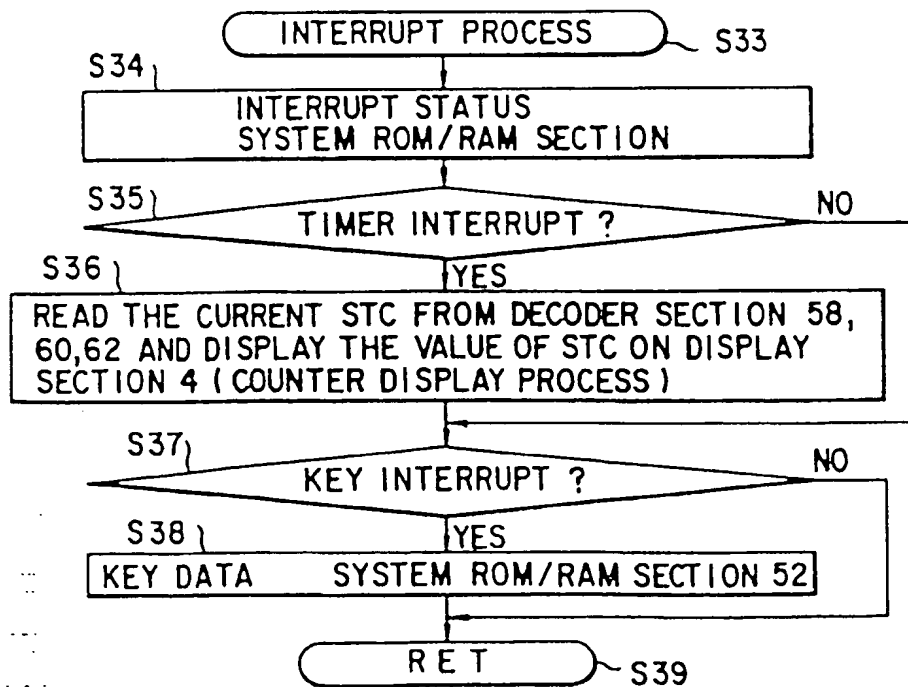 INTERRUPT PROCESS
S33
S34
INTERRUPT STATUS
SYSTEM ROM/RAM SECTION
S35
TIMER INTERRUPT ?
NO
YES
S36
READ THE CURRENT STC FROM DECODER SECTION 58,
60,62 AND DISPLAY THE VALUE OF STC ON DISPLAY
SECTION 4 (COUNTER DISPLAY PROCESS)
S37
KEY INTERRUPT ?
NO
YES
S38
KEY DATA SYSTEM ROM/RAM SECTION 52
RET
S39